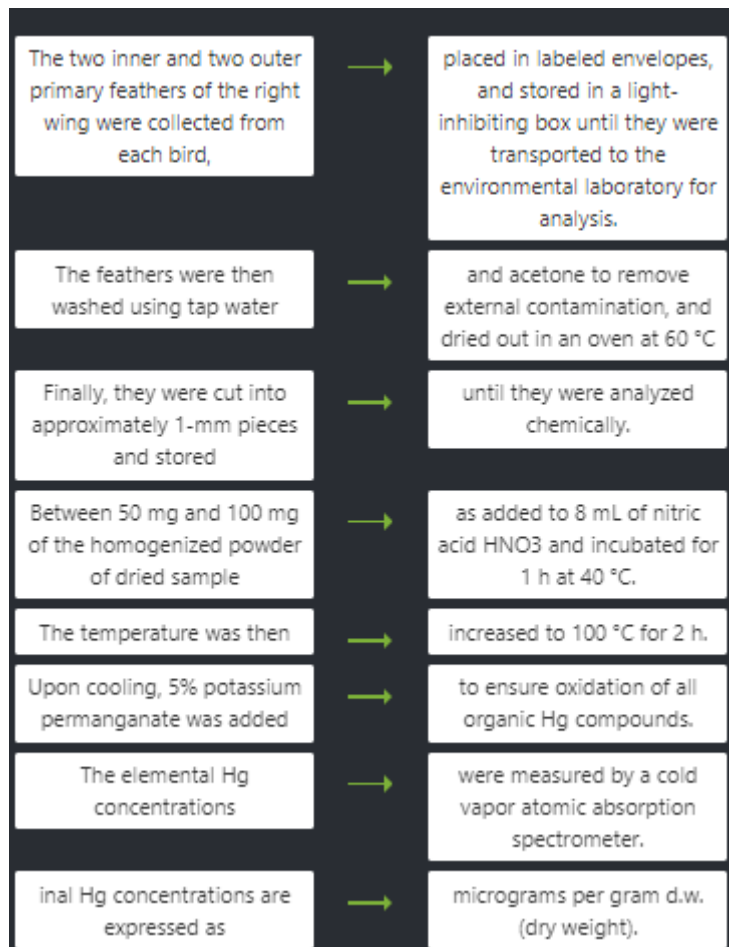 The two inner and two outer
primary feathers of the right
wing were collected from
each bird,
placed in labeled envelopes,
and stored in a light-
inhibiting box until they were
transported to the
environmental laboratory for
analysis.
The feathers were then
washed using tap water
and acetone to remove
external contamination, and
dried out in an oven at 60 °C
Finally, they were cut into
approximately 1-mm pieces
and stored
until they were analyzed
chemically.
Between 50 mg and 100 mg
of the homogenized powder
of dried sample
as added to 8 mL of nitric
acid HNO3 and incubated for
1 h at 40 °C.
The temperature was then
increased to 100 °C for 2 h.
Upon cooling, 5% potassium
permanganate was added
to ensure oxidation of all
organic Hg compounds.
The elemental Hg
concentrations
were measured by a cold
vapor atomic absorption
spectrometer.
inal Hg concentrations are
expressed as
micrograms per gram d.w.
(dry weight).